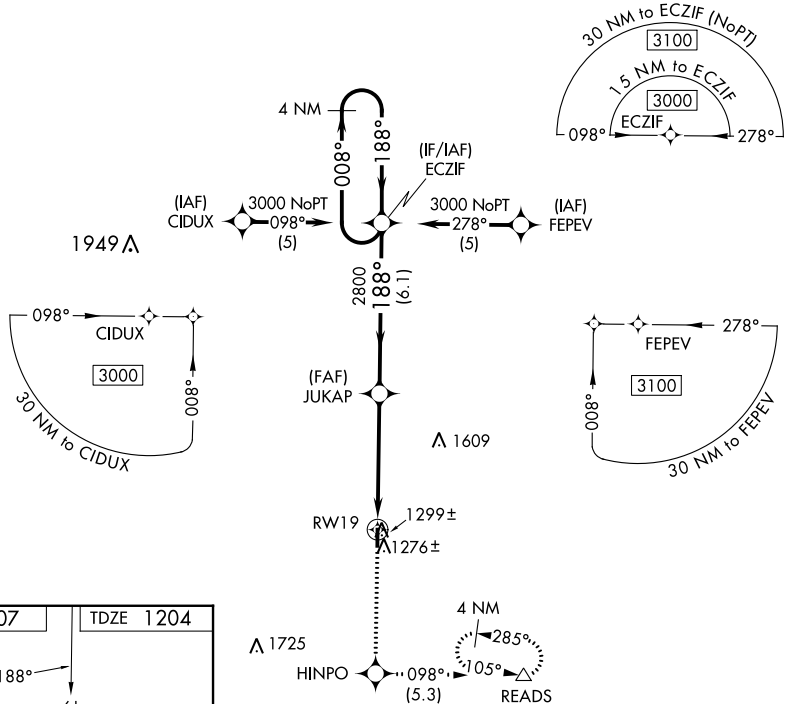 30 NM to ECZIF (NoPT)
3100
15 NM to ECZIF
3000
ECZIF
098°
278°
4 NM
008°
188°
(IF/IAF)
ECZIF
(IAF)
CIDUX
3000 NoPT
098°
(5)
3000 NoPT
278°
(5)
(IAF)
FEPEV
1949
2800
188°
(6.1)
098°
CIDUX
3000
008°
30 NM to CIDUX
278°
FEPEV
3100
008°
30 NM to FEPEV
(FAF)
JUKAP
1609
RW19
1299±
1276±
07
TDZE 1204
188°
1725
HINPO
098°
(5.3)
4 NM
285°
105°
READS